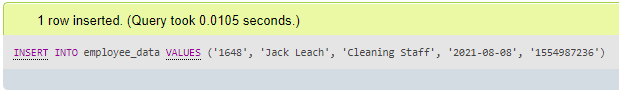 1 row inserted. (Query took 0.0105 seconds.)
INSERT INTO employee_data VALUES ('1648', 'Jack Leach', 'Cleaning Staff', '2021-08-08', '1554987236')